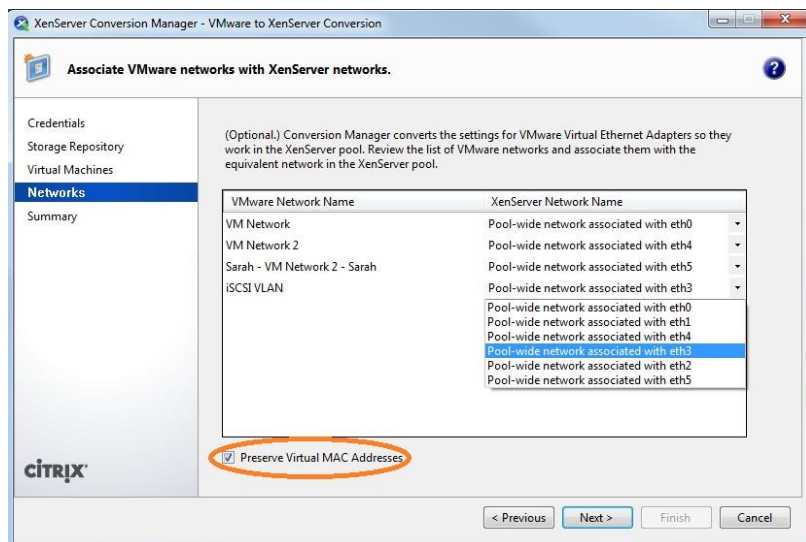 XenServer Conversion Manager - VMware to XenServer Conversion
Associate VMware networks with XenServer networks.
Credentials
Storage Repository
Virtual Machines
Networks
Summary
(Optional.) Conversion Manager converts the settings for VMware Virtual Ethernet Adapters so they
work in the XenServer pool. Review the list of VMware networks and associate them with the
equivalent network in the XenServer pool.
VMware Network Name XenServer Network Name
VM Network Pool-wide network associated with eth0
VM Network 2 Pool-wide network associated with eth4
Sarah - VM Network 2 - Sarah Pool-wide network associated with eth5
iSCSI VLAN Pool-wide network associated with eth3
Pool-wide network associated with eth0
Pool-wide network associated with eth1
Pool-wide network associated with eth4
Pool-wide network associated with eth3
Pool-wide network associated with eth2
Pool-wide network associated with eth5
Preserve Virtual MAC Addresses
CITRIX
< Previous Next > Finish Cancel